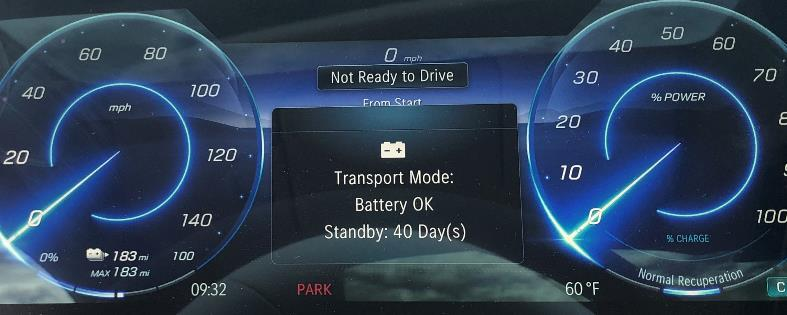 0 mph
Not Ready to Drive
From Start
Transport Mode:
Battery OK
Standby: 40 Day(s)
0
20
40
60
80
100
120
140
mph
0%
183 mi
100
MAX 183 mi
09:32
PARK
60 °F
0
10
20
30
40
50
60
70
100
% POWER
% CHARGE
Normal Recuperation
C